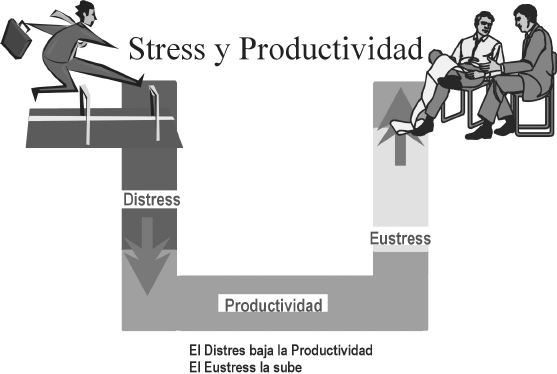 Stress y Productividad
Distress
Eustress
Productividad
El Distres baja la Productividad
El Eustress la sube